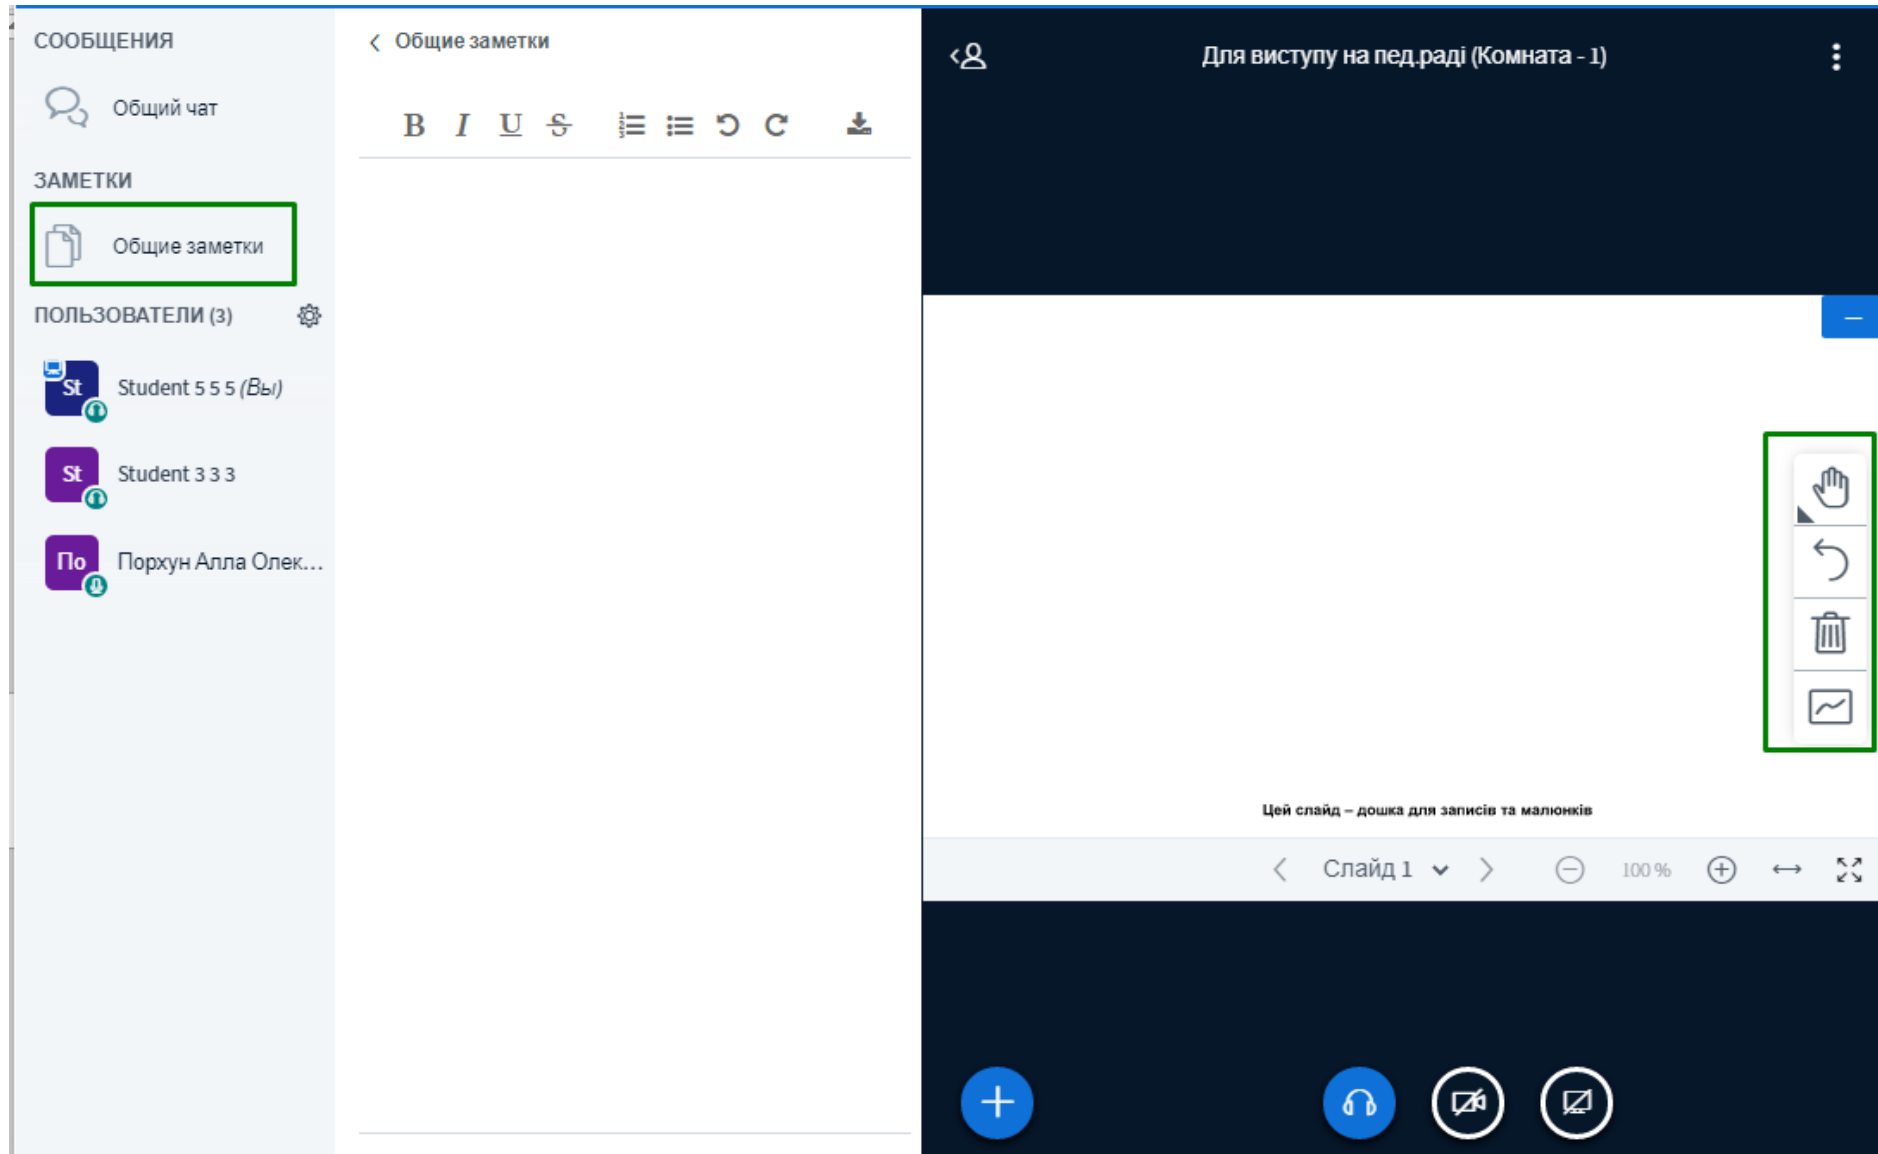 СООБЩЕНИЯ
Общий чат
ЗАМЕТКИ
Общие заметки
ПОЛЬЗОВАТЕЛИ (3)
St
Student 5 5 5 (Вы)
St
Student 3 3 3
По
Порхун Алла Олек...
Общие заметки
B I U S
Для виступу на пед.раді (Комната - 1)
Цей слайд – дошка для записів та малюнків
Слайд 1
100 %